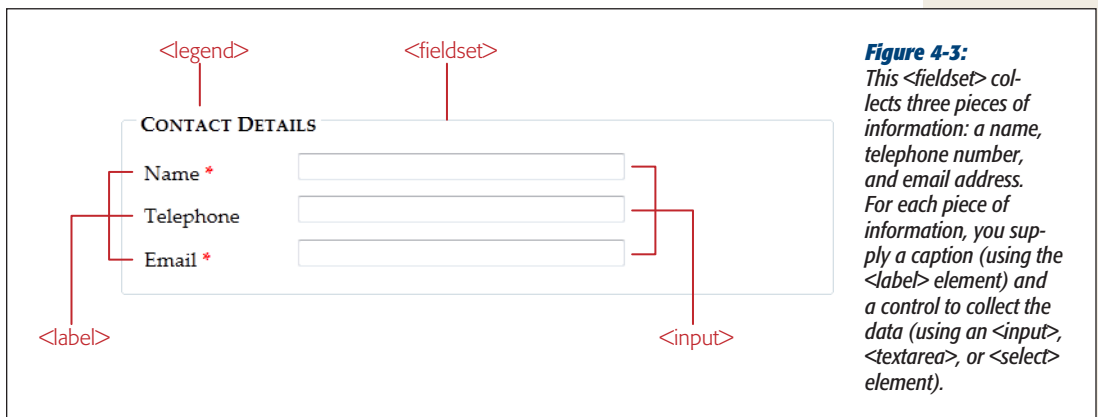 <legend>
<fieldset>
CONTACT DETAILS
Name *
Telephone
Email *
<label>
<input>
Figure 4-3:
This <fieldset> col-
lects three pieces of
information: a name,
telephone number,
and email address.
For each piece of
information, you sup-
ply a caption (using the
<label> element) and
a control to collect the
data (using an <input>,
<textarea>, or <select>
element).